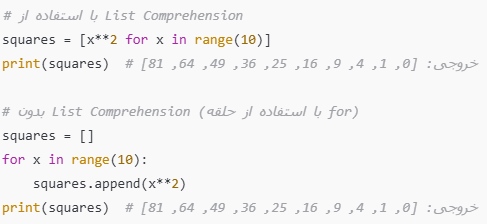 # با استفاده از List Comprehension
squares = [x**2 for x in range(10)]
print(squares)  # خروجی: [0, 1, 4, 9, 16, 25, 36, 49, 64, 81]

# بدون List Comprehension (با استفاده از حلقه for)
squares = []
for x in range(10):
    squares.append(x**2)
print(squares)  # خروجی: [0, 1, 4, 9, 16, 25, 36, 49, 64, 81]